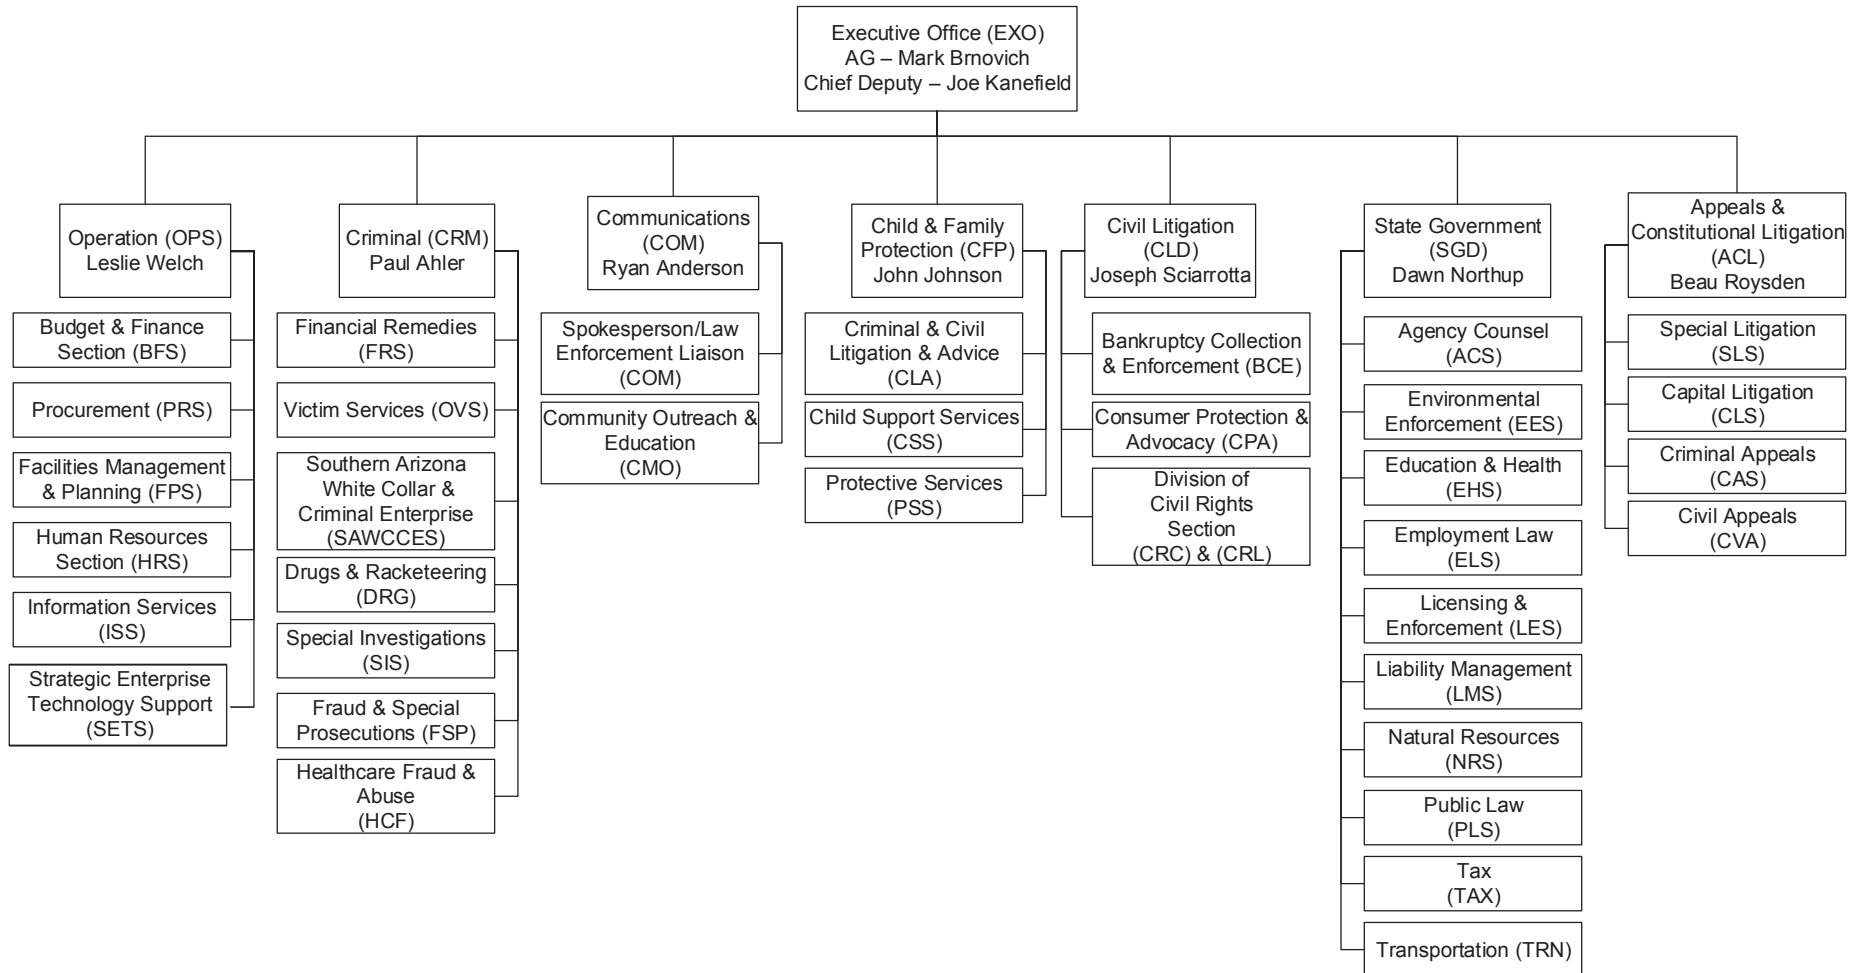 Executive Office (EXO)
AG – Mark Brnovich
Chief Deputy – Joe Kanefield
Operation (OPS)
Leslie Welch
Budget & Finance
Section (BFS)
Procurement (PRS)
Facilities Management
& Planning (FPS)
Human Resources
Section (HRS)
Information Services
(ISS)
Strategic Enterprise
Technology Support
(SETS)
Criminal (CRM)
Paul Ahler
Financial Remedies
(FRS)
Victim Services (OVS)
Southern Arizona
White Collar &
Criminal Enterprise
(SAWCCES)
Drugs & Racketeering
(DRG)
Special Investigations
(SIS)
Fraud & Special
Prosecutions (FSP)
Healthcare Fraud &
Abuse
(HCF)
Communications
(COM)
Ryan Anderson
Spokesperson/Law
Enforcement Liaison
(COM)
Community Outreach &
Education
(CMO)
Child & Family
Protection (CFP)
John Johnson
Criminal & Civil
Litigation & Advice
(CLA)
Child Support Services
(CSS)
Protective Services
(PSS)
Civil Litigation
(CLD)
Joseph Sciarrotta
Bankruptcy Collection
& Enforcement (BCE)
Consumer Protection &
Advocacy (CPA)
Division of
Civil Rights
Section
(CRC) & (CRL)
State Government
(SGD)
Dawn Northup
Agency Counsel
(ACS)
Environmental
Enforcement (EES)
Education & Health
(EHS)
Employment Law
(ELS)
Licensing &
Enforcement (LES)
Liability Management
(LMS)
Natural Resources
(NRS)
Public Law
(PLS)
Tax
(TAX)
Transportation (TRN)
Appeals &
Constitutional Litigation
(ACL)
Beau Roysden
Special Litigation
(SLS)
Capital Litigation
(CLS)
Criminal Appeals
(CAS)
Civil Appeals
(CVA)